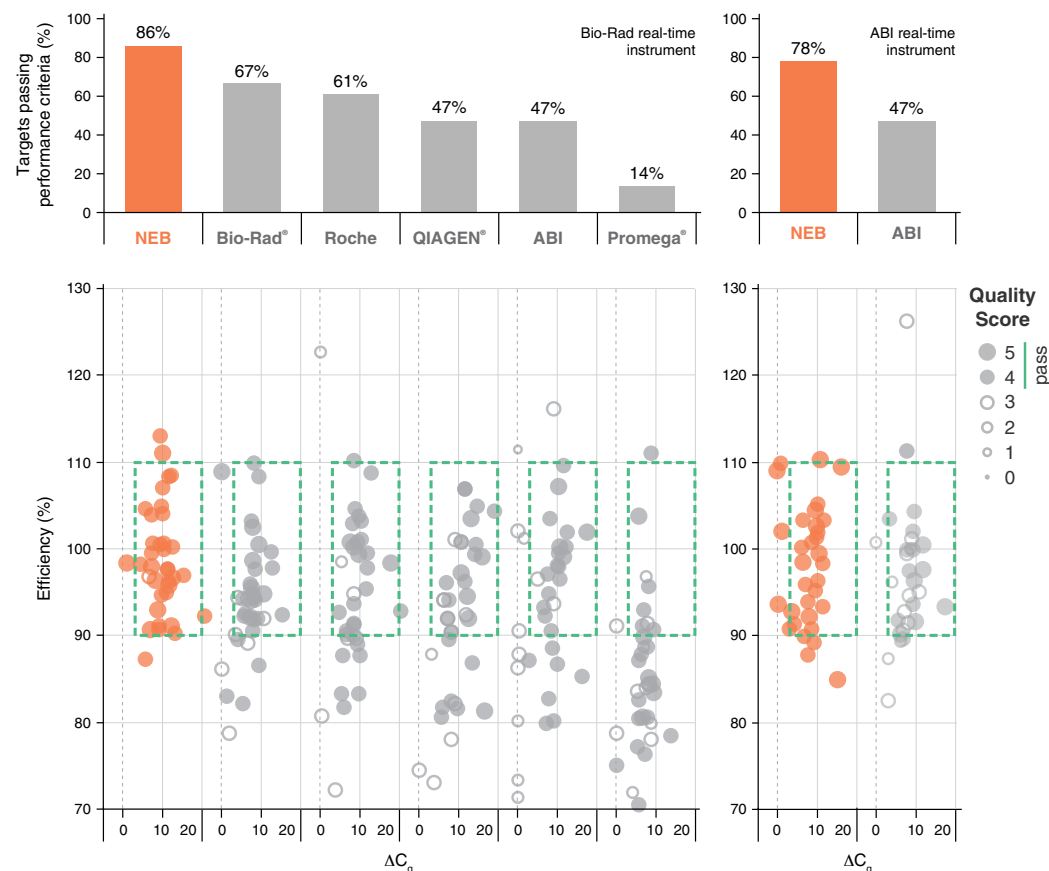 Targets passing
performance criteria (%)
100
80
60
40
20
0
86%
67%
61%
47%
47%
14%
Bio-Rad real-time
instrument
NEB
Bio-Rad®
Roche
QIAGEN®
ABI
Promega®
100
80
60
40
20
0
78%
47%
ABI real-time
instrument
NEB
ABI
Efficiency (%)
130
120
110
100
90
80
70
0 10 20
0 10 20
0 10 20
0 10 20
0 10 20
0 10 20
ΔCq
130
120
110
100
90
80
70
0 10 20
0 10 20
ΔCq
Quality
Score
5
4
3
2
1
0
pass